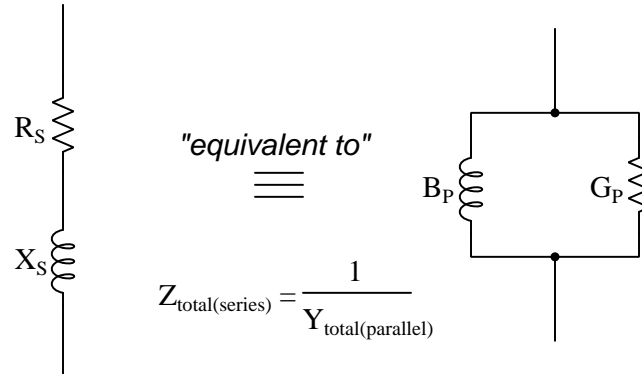 R_S
X_S
"equivalent to"
Z_total(series) = 1 / Y_total(parallel)
B_P
G_P